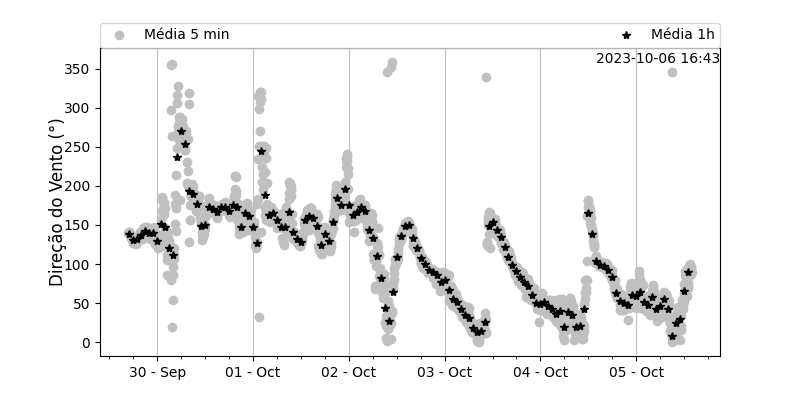 Média 5 min
Média 1h
2023-10-06 16:43
Direção do Vento (°)
350
300
250
200
150
100
50
0
30 - Sep
01 - Oct
02 - Oct
03 - Oct
04 - Oct
05 - Oct